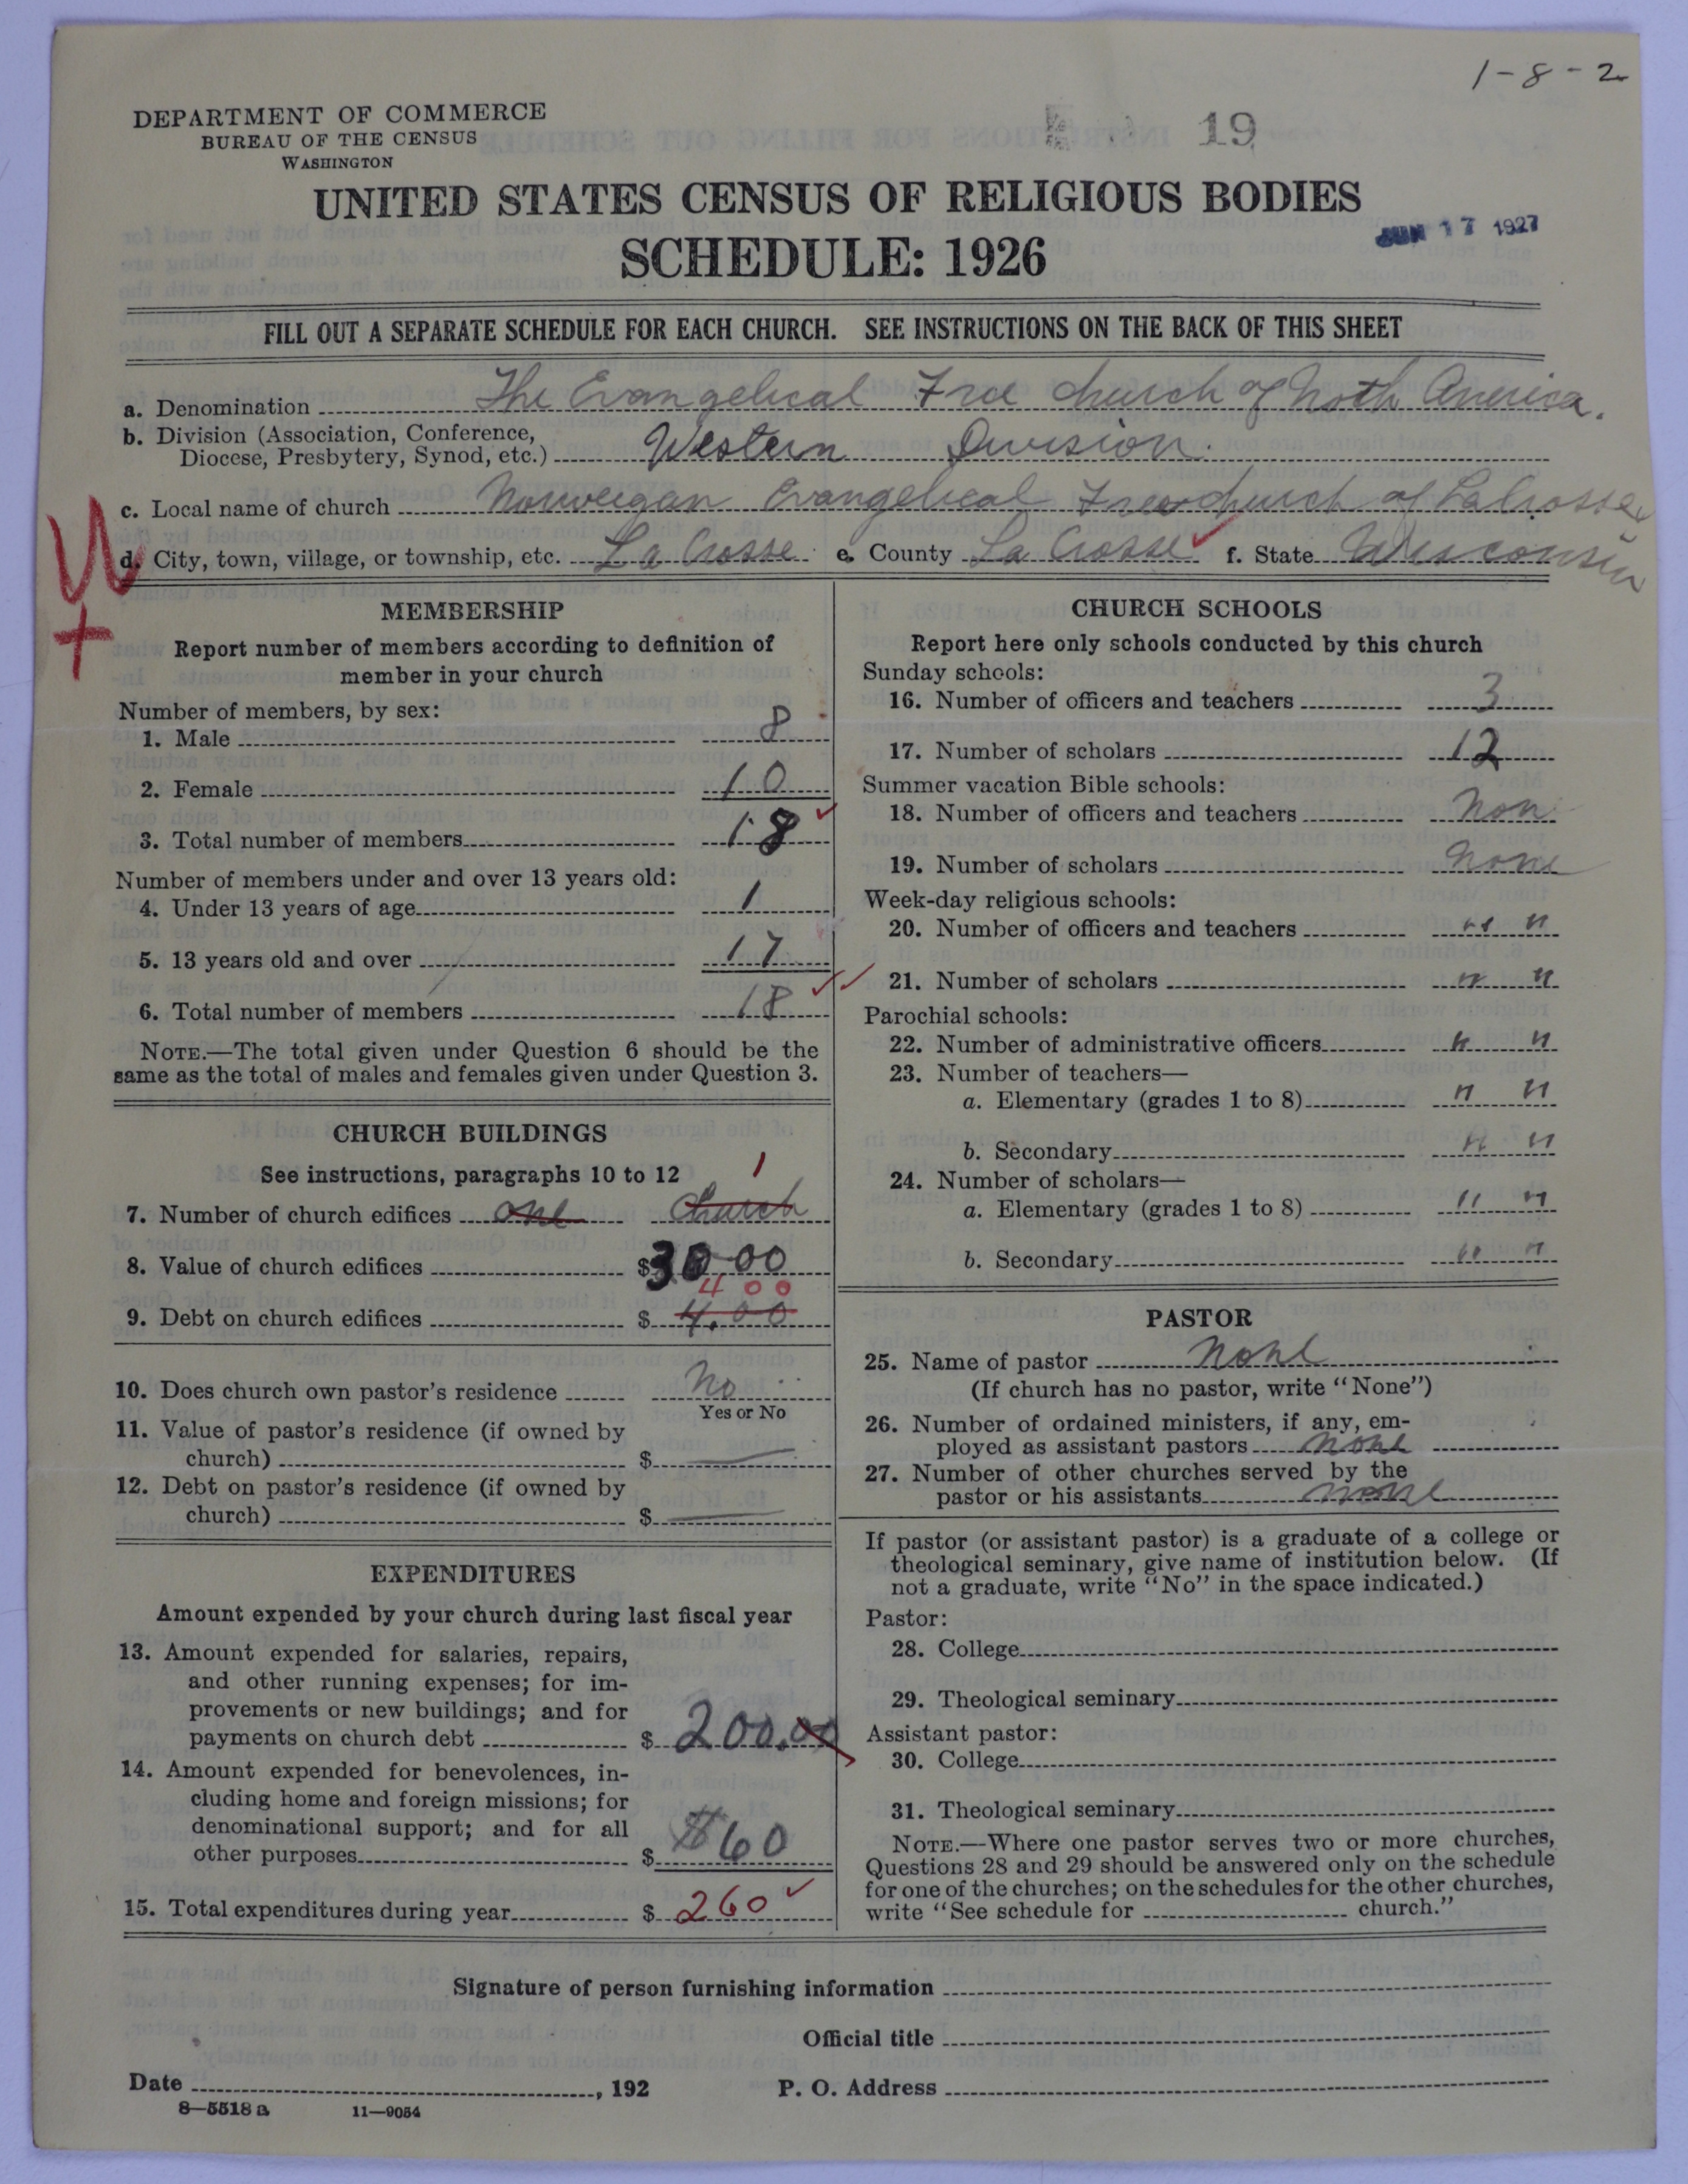 1-8-2
DEPARTMENT OF COMMERCE
BUREAU OF THE CENSUS
WASHINGTON
19
UNITED STATES CENSUS OF RELIGIOUS BODIES
SCHEDULE: 1926
JUN 17 1927
FILL OUT A SEPARATE SCHEDULE FOR EACH CHURCH. SEE INSTRUCTIONS ON THE BACK OF THIS SHEET
a. Denomination The Evangelical Free Church of North America.
b. Division (Association, Conference,
Diocese, Presbytery, Synod, etc.) Western Division.
c. Local name of church Norweigan Evangelical Free church of LaCrosse
d. City, town, village, or township, etc. La Crosse e. County La Crosse f. State Wisconsin
MEMBERSHIP
Report number of members according to definition of
member in your church
Number of members, by sex:
1. Male 8
2. Female 10
3. Total number of members 18
Number of members under and over 13 years old:
4. Under 13 years of age 1
5. 13 years old and over 17
6. Total number of members 18
NOTE.—The total given under Question 6 should be the
same as the total of males and females given under Question 3.
CHURCH BUILDINGS
See instructions, paragraphs 10 to 12
1
7. Number of church edifices one church
8. Value of church edifices $ 3000
400
9. Debt on church edifices $ 4.00
10. Does church own pastor's residence No
Yes or No
11. Value of pastor's residence (if owned by
church) $ —
12. Debt on pastor's residence (if owned by
church) $ —
EXPENDITURES
Amount expended by your church during last fiscal year
13. Amount expended for salaries, repairs,
and other running expenses; for im-
provements or new buildings; and for
payments on church debt $ 200.00
14. Amount expended for benevolences, in-
cluding home and foreign missions; for
denominational support; and for all
other purposes $ $60
15. Total expenditures during year $ 260
CHURCH SCHOOLS
Report here only schools conducted by this church
Sunday schools:
16. Number of officers and teachers 3
17. Number of scholars 12
Summer vacation Bible schools:
18. Number of officers and teachers Non
19. Number of scholars None
Week-day religious schools:
20. Number of officers and teachers " "
21. Number of scholars " "
Parochial schools:
22. Number of administrative officers " "
23. Number of teachers—
a. Elementary (grades 1 to 8) " "
b. Secondary " "
24. Number of scholars—
a. Elementary (grades 1 to 8) " "
b. Secondary " "
PASTOR
25. Name of pastor None
(If church has no pastor, write "None")
26. Number of ordained ministers, if any, em-
ployed as assistant pastors none
27. Number of other churches served by the
pastor or his assistants none
If pastor (or assistant pastor) is a graduate of a college or
theological seminary, give name of institution below. (If
not a graduate, write "No" in the space indicated.)
Pastor:
28. College
29. Theological seminary
Assistant pastor:
30. College
31. Theological seminary
NOTE.—Where one pastor serves two or more churches,
Questions 28 and 29 should be answered only on the schedule
for one of the churches; on the schedules for the other churches,
write "See schedule for church."
Signature of person furnishing information
Official title
Date , 192
P. O. Address
8—5518 a 11—9054